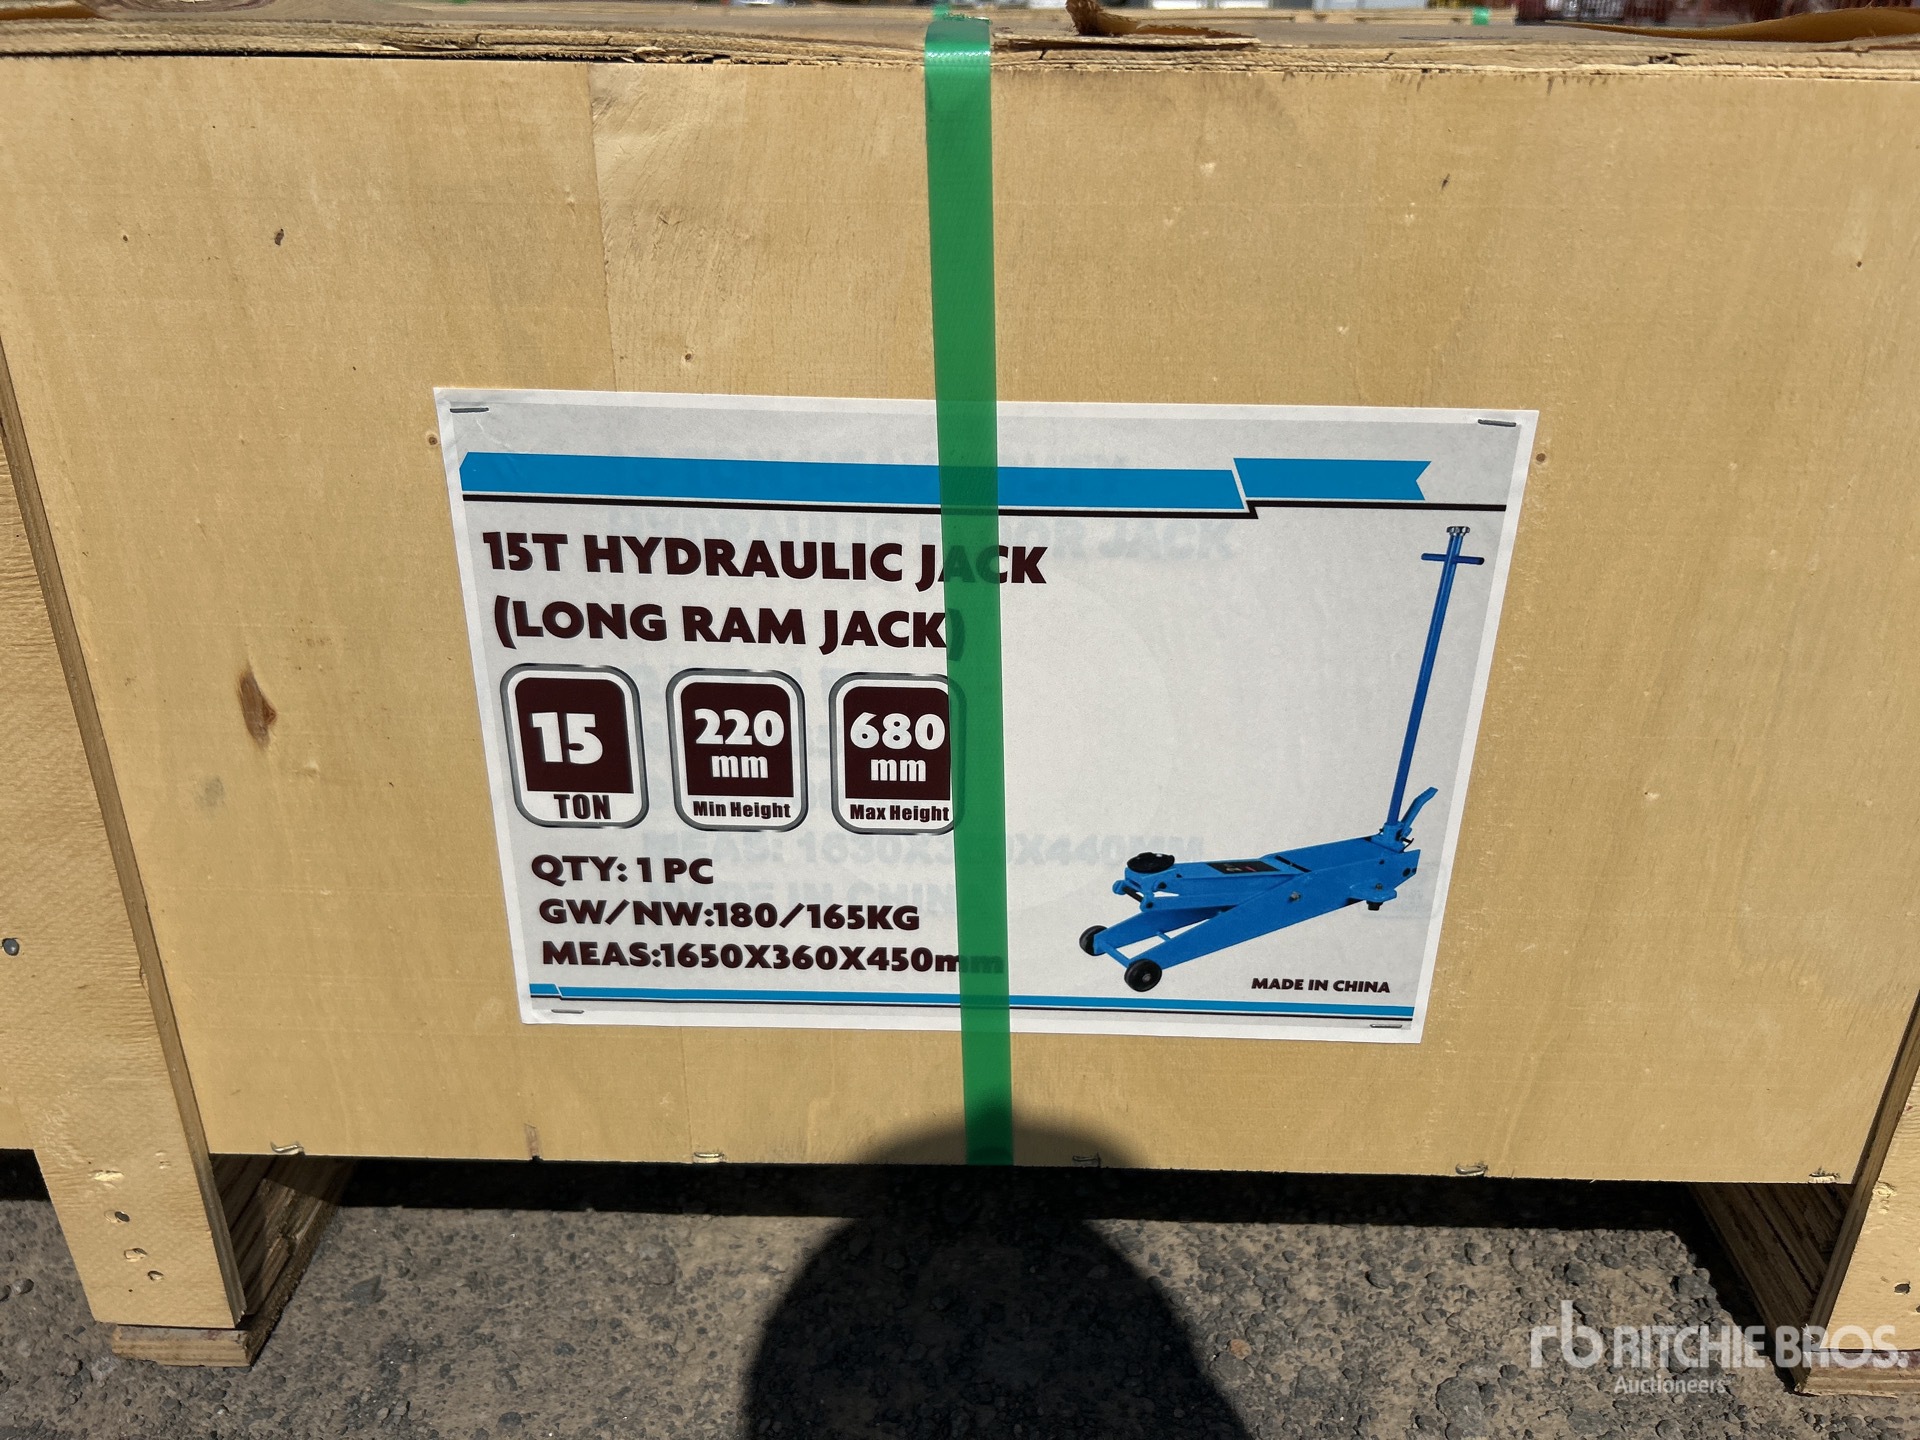 15T HYDRAULIC JACK
(LONG RAM JACK)
15
TON
220
mm
Min Height
680
mm
Max Height
QTY: 1 PC
GW/NW:180/165KG
MEAS:1650X360X450mm
MADE IN CHINA
rb RITCHIE BROS.
Auctioneers